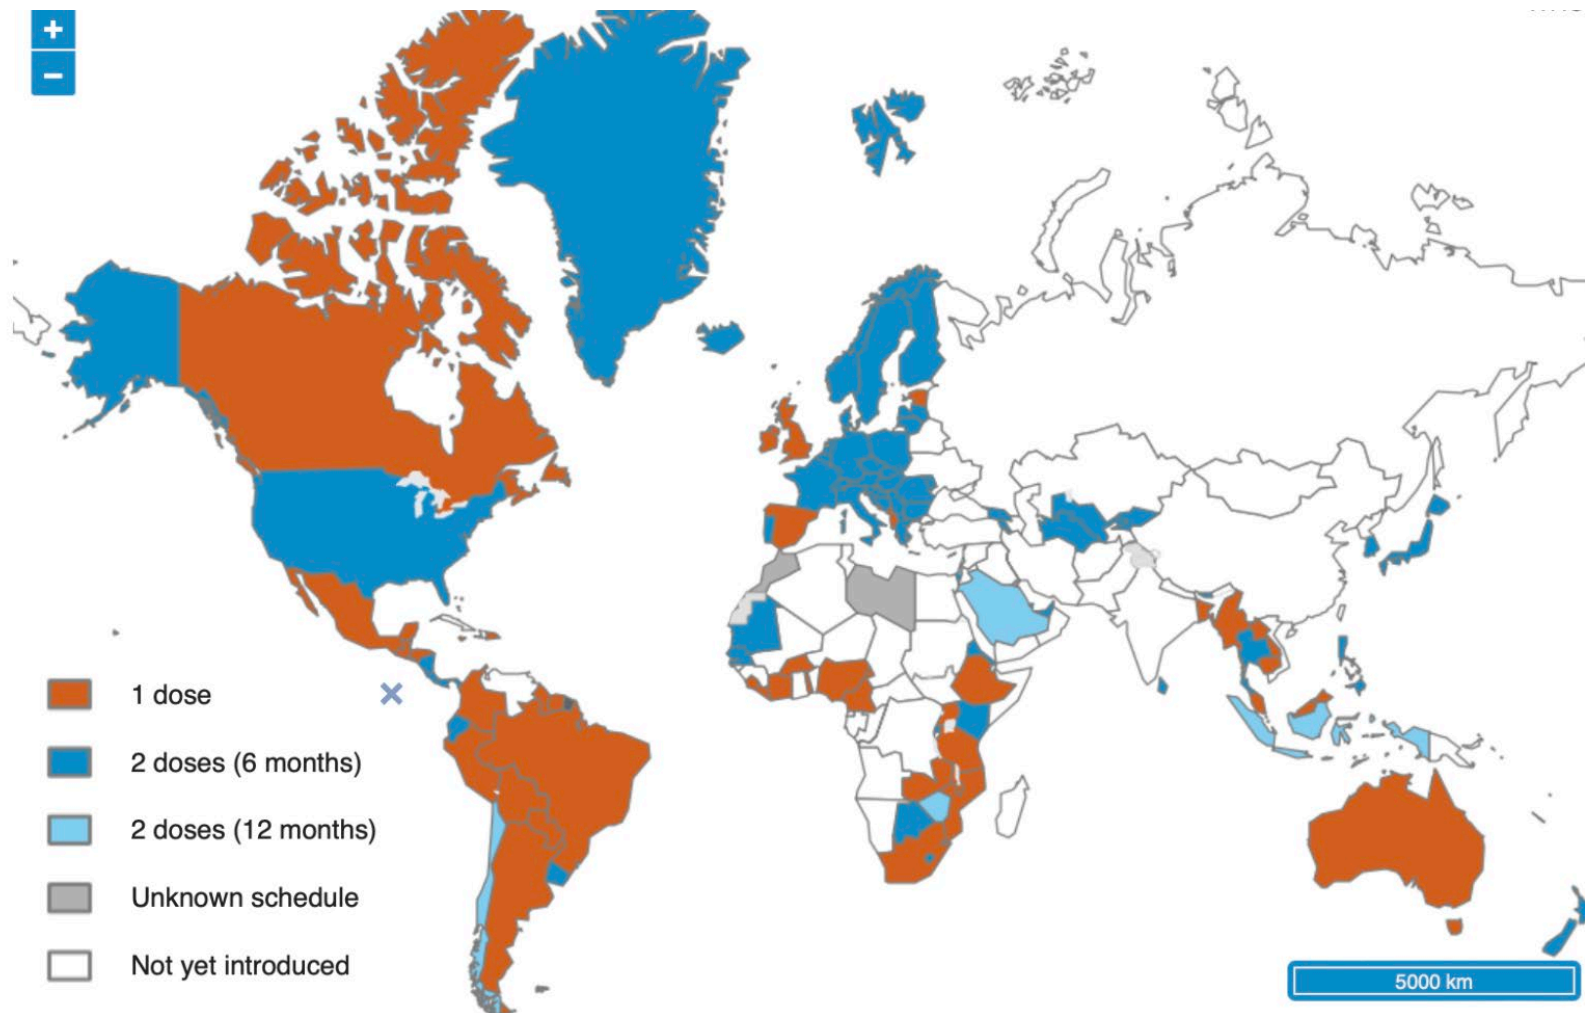 +
−
1 dose
2 doses (6 months)
2 doses (12 months)
Unknown schedule
Not yet introduced
5000 km